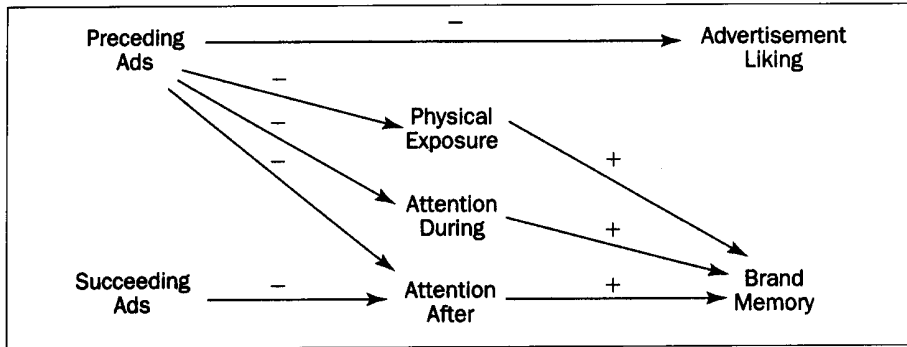 Preceding
Ads
−
Advertisement
Liking
−
Physical
Exposure
−
−
+
Attention
During
+
Succeeding
Ads
−
Attention
After
+
Brand
Memory